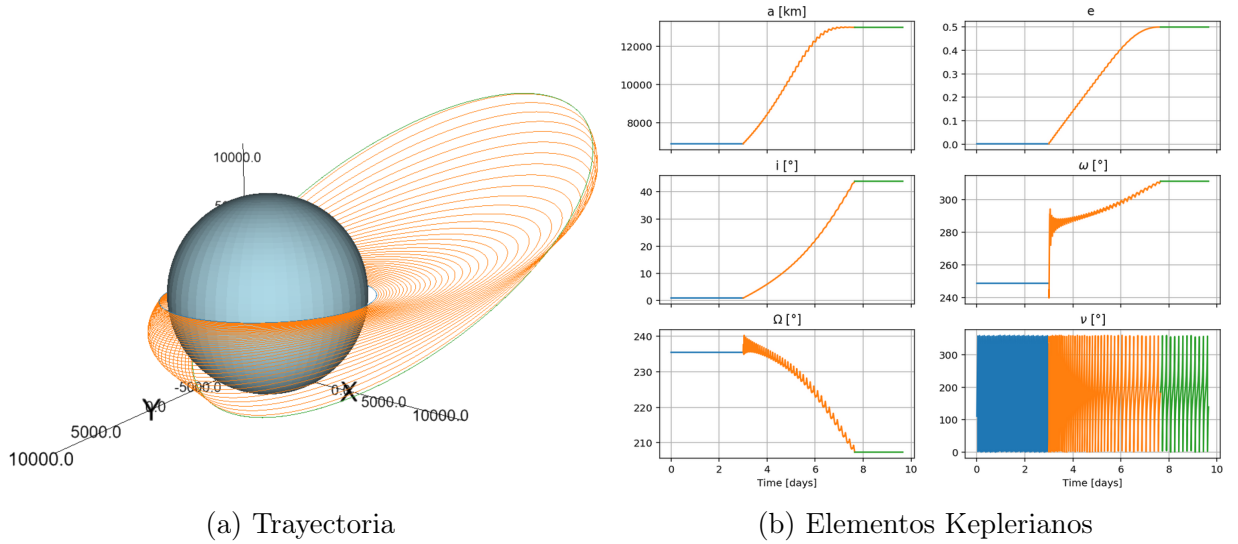 10000.0
5
-5000.0
0.0
X
Y
0.0
5000.0
5000.0
10000.0
10000.0
a [km]
12000
10000
8000
e
0.5
0.4
0.3
0.2
0.1
0.0
i [°]
40
30
20
10
0
ω [°]
300
280
260
240
Ω [°]
240
230
220
210
0 2 4 6 8 10
Time [days]
ν [°]
300
200
100
0
0 2 4 6 8 10
Time [days]
(a) Trayectoria
(b) Elementos Keplerianos